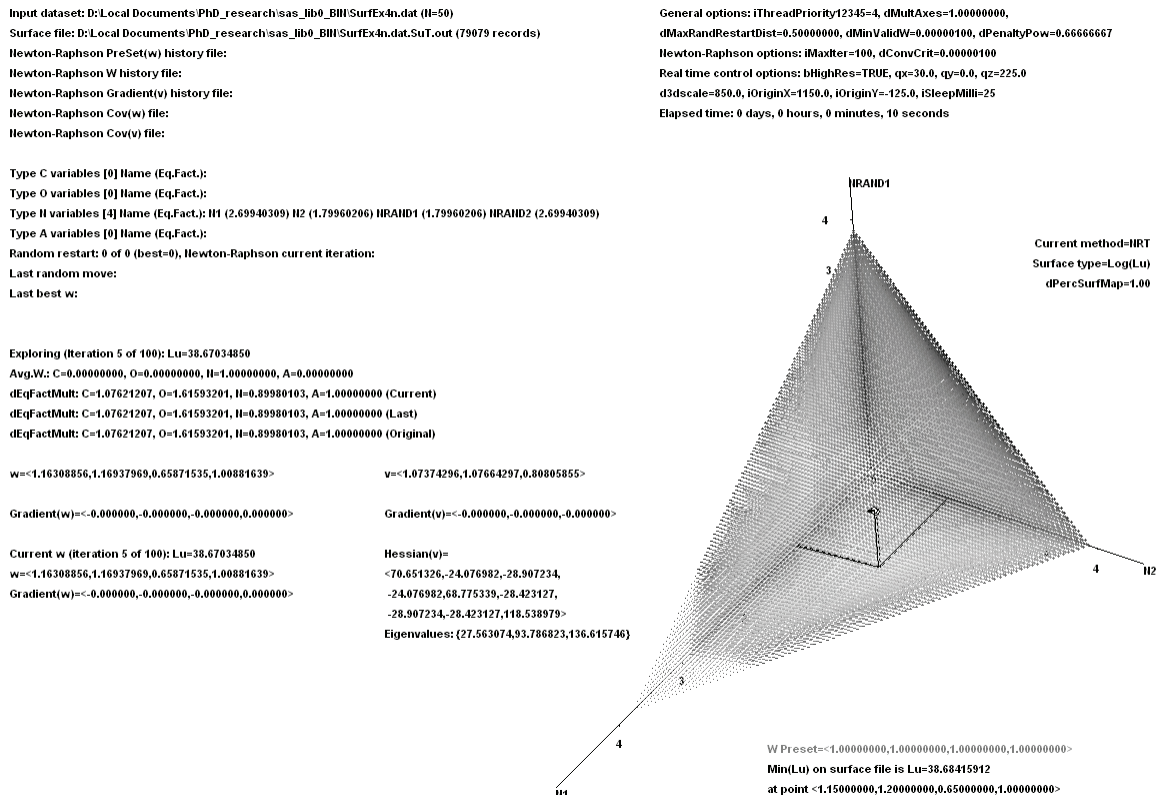 Input dataset: D:\Local Documents\PhD_research\sas_lib0_BIN\SurfEx4n.dat (N=50)
Surface file: D:\Local Documents\PhD_research\sas_lib0_BIN\SurfEx4n.dat.SuT.out (79079 records)
Newton-Raphson PreSet(w) history file:
Newton-Raphson W history file:
Newton-Raphson Gradient(v) history file:
Newton-Raphson Cov(w) file:
Newton-Raphson Cov(v) file:
General options: iThreadPriority12345=4, dMultAxes=1.00000000,
dMaxRandRestartDist=0.50000000, dMinValidW=0.00000100, dPenaltyPow=0.66666667
Newton-Raphson options: iMaxIter=100, dConvCrit=0.00000100
Real time control options: bHighRes=TRUE, qx=30.0, qy=0.0, qz=225.0
d3dscale=850.0, iOriginX=1150.0, iOriginY=-125.0, iSleepMilli=25
Elapsed time: 0 days, 0 hours, 0 minutes, 10 seconds
Type C variables [0] Name (Eq.Fact.):
Type O variables [0] Name (Eq.Fact.):
Type N variables [4] Name (Eq.Fact.): N1 (2.69940309) N2 (1.79960206) NRAND1 (1.79960206) NRAND2 (2.69940309)
Type A variables [0] Name (Eq.Fact.):
Random restart: 0 of 0 (best=0), Newton-Raphson current iteration:
Last random move:
Last best w:
NRAND1
4
3
Current method=NRT
Surface type=Log(Lu)
dPercSurfMap=1.00
Exploring (Iteration 5 of 100): Lu=38.67034850
Avg.W.: C=0.00000000, O=0.00000000, N=1.00000000, A=0.00000000
dEqFactMult: C=1.07621207, O=1.61593201, N=0.89980103, A=1.00000000 (Current)
dEqFactMult: C=1.07621207, O=1.61593201, N=0.89980103, A=1.00000000 (Last)
dEqFactMult: C=1.07621207, O=1.61593201, N=0.89980103, A=1.00000000 (Original)
w=<1.16308856,1.16937969,0.65871535,1.00881639>
v=<1.07374296,1.07664297,0.80805855>
Gradient(w)=<-0.000000,-0.000000,-0.000000,0.000000>
Gradient(v)=<-0.000000,-0.000000,-0.000000>
Current w (iteration 5 of 100): Lu=38.67034850
w=<1.16308856,1.16937969,0.65871535,1.00881639>
Gradient(w)=<-0.000000,-0.000000,-0.000000,0.000000>
Hessian(v)=
<70.651326,-24.076982,-28.907234,
-24.076982,68.775339,-28.423127,
-28.907234,-28.423127,118.538979>
Eigenvalues: {27.563074,93.786823,136.615746}
4
N2
2
3
4
N1
W Preset=<1.00000000,1.00000000,1.00000000,1.00000000>
Min(Lu) on surface file is Lu=38.68415912
at point <1.15000000,1.20000000,0.65000000,1.00000000>